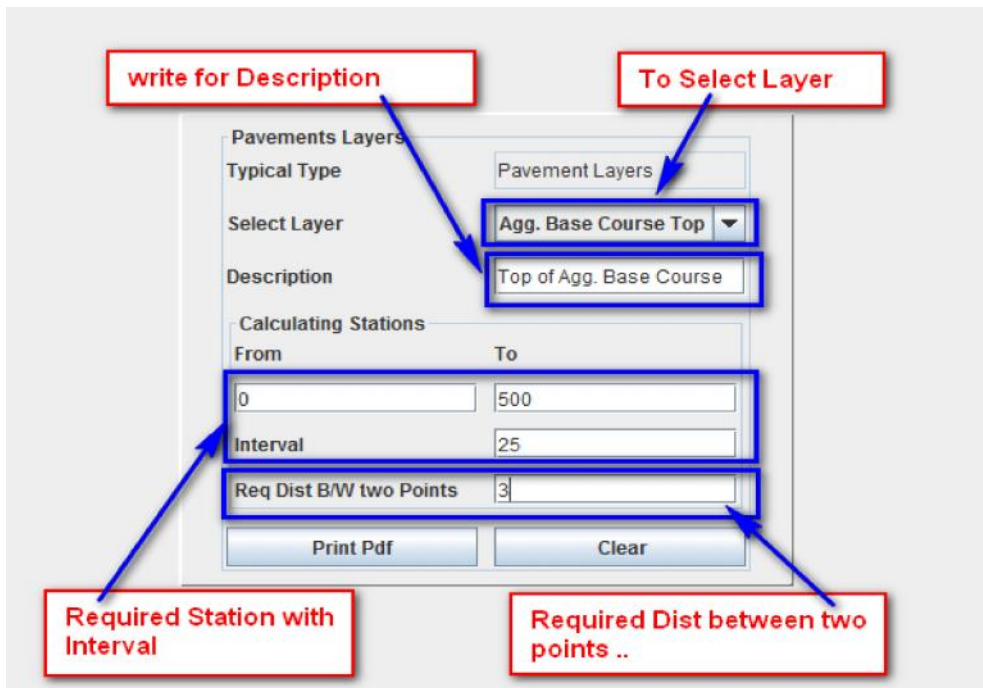 write for Description
To Select Layer
Pavements Layers
Typical Type
Pavement Layers
Select Layer
Agg. Base Course Top
Description
Top of Agg. Base Course
Calculating Stations
From
To
0
500
Interval
25
Req Dist B/W two Points
3
Print Pdf
Clear
Required Station with
Interval
Required Dist between two
points ..